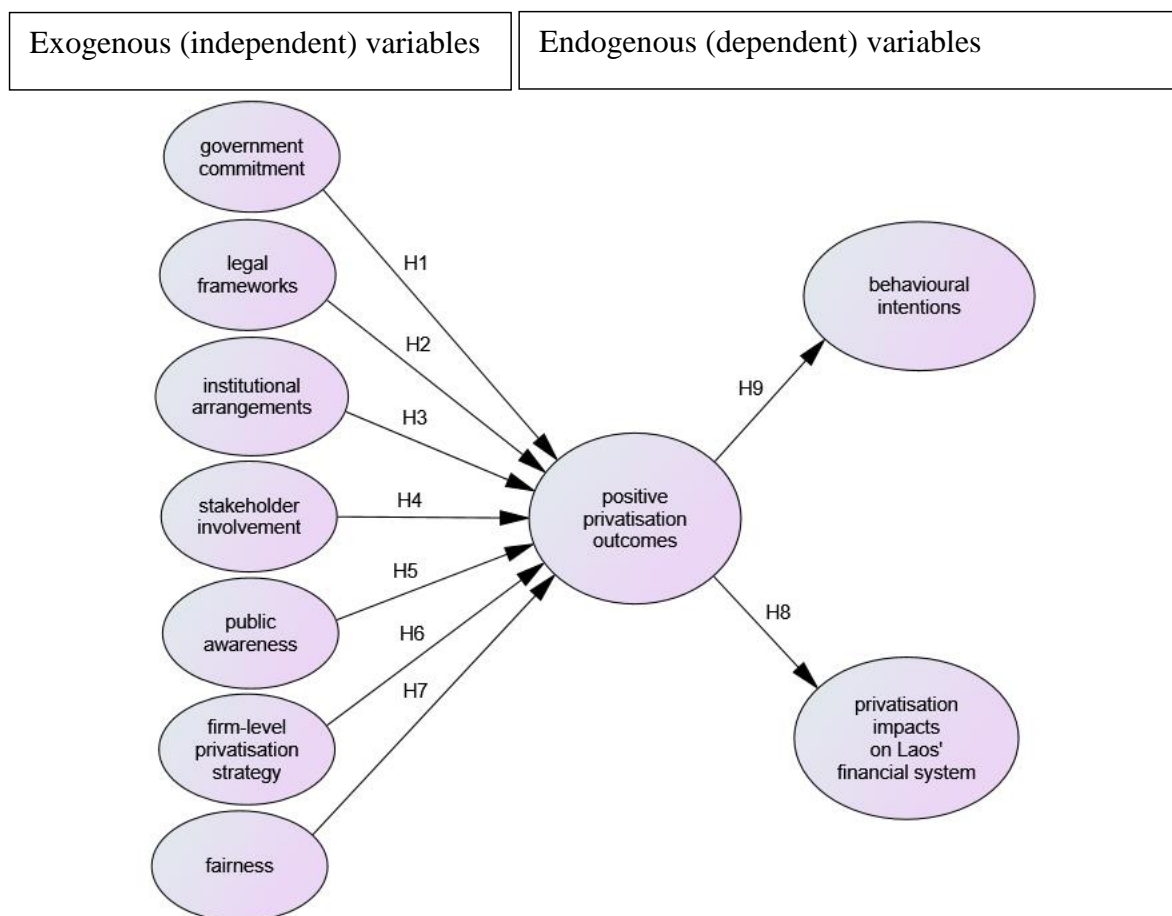 Exogenous (independent) variables
Endogenous (dependent) variables
government
commitment
legal
frameworks
institutional
arrangements
stakeholder
involvement
public
awareness
firm-level
privatisation
strategy
fairness
H1
H2
H3
H4
H5
H6
H7
positive
privatisation
outcomes
H9
H8
behavioural
intentions
privatisation
impacts
on Laos'
financial system